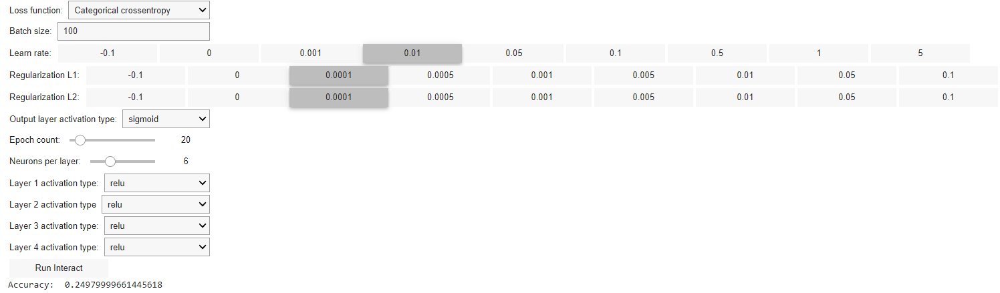 Loss function: Categorical crossentropy
Batch size: 100
Learn rate: -0.1 0 0.001 0.01 0.05 0.1 0.5 1 5
Regularization L1: -0.1 0 0.0001 0.0005 0.001 0.005 0.01 0.05 0.1
Regularization L2: -0.1 0 0.0001 0.0005 0.001 0.005 0.01 0.05 0.1
Output layer activation type: sigmoid
Epoch count: 20
Neurons per layer: 6
Layer 1 activation type: relu
Layer 2 activation type relu
Layer 3 activation type: relu
Layer 4 activation type: relu
Run Interact
Accuracy: 0.24979999661445618